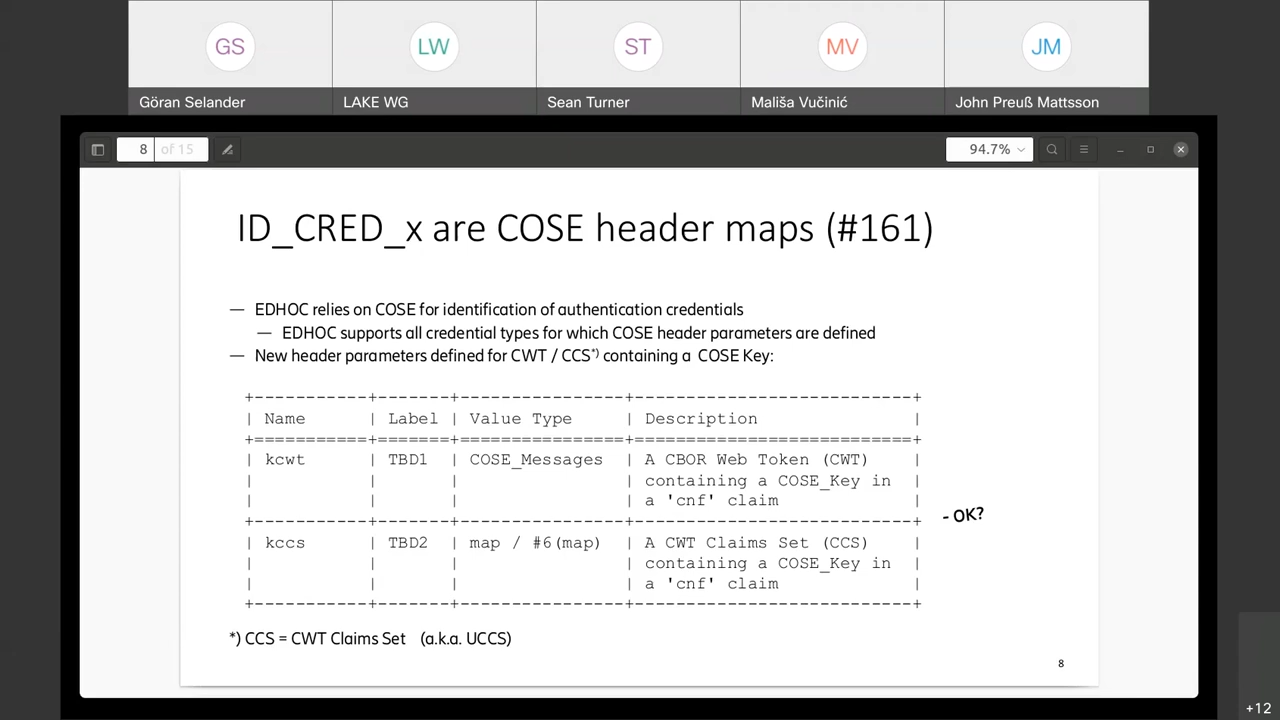 GS LW ST MV JM
Göran Selander LAKE WG Sean Turner Mališa Vučinić John Preuß Mattsson
8 of 15 94.7%
ID_CRED_x are COSE header maps (#161)
— EDHOC relies on COSE for identification of authentication credentials
— EDHOC supports all credential types for which COSE header parameters are defined
— New header parameters defined for CWT / CCS*) containing a COSE Key:
+-----------+-------+----------------+---------------------------+
| Name | Label | Value Type | Description |
+===========+=======+================+===========================+
| kcwt | TBD1 | COSE_Messages | A CBOR Web Token (CWT) |
| | | | containing a COSE_Key in |
| | | | a 'cnf' claim |
+-----------+-------+----------------+---------------------------+
- OK?
| kccs | TBD2 | map / #6(map) | A CWT Claims Set (CCS) |
| | | | containing a COSE_Key in |
| | | | a 'cnf' claim |
+-----------+-------+----------------+---------------------------+
*) CCS = CWT Claims Set (a.k.a. UCCS)
8
+12